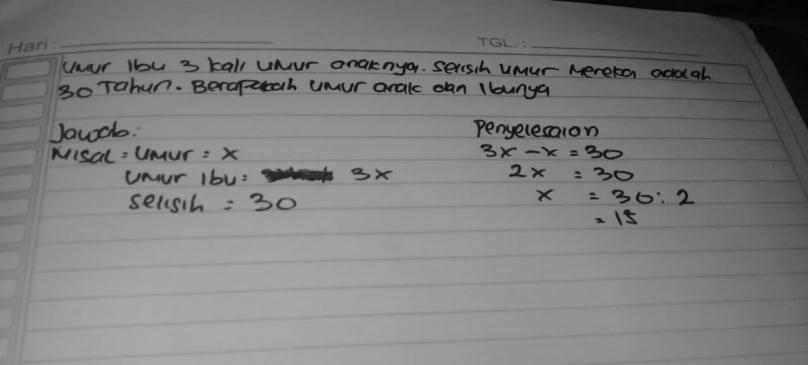 Hari:
TGL.:
Umur Ibu 3 kali umur anaknya. Selisih umur Mereka adalah
30 Tahun. Berapakah umur anak dan Ibunya
Jawab:
Misal: Umur = x
umur Ibu: 3x
Selisih = 30
Penyelesaian
3x - x = 30
2x = 30
x = 30 : 2
= 15